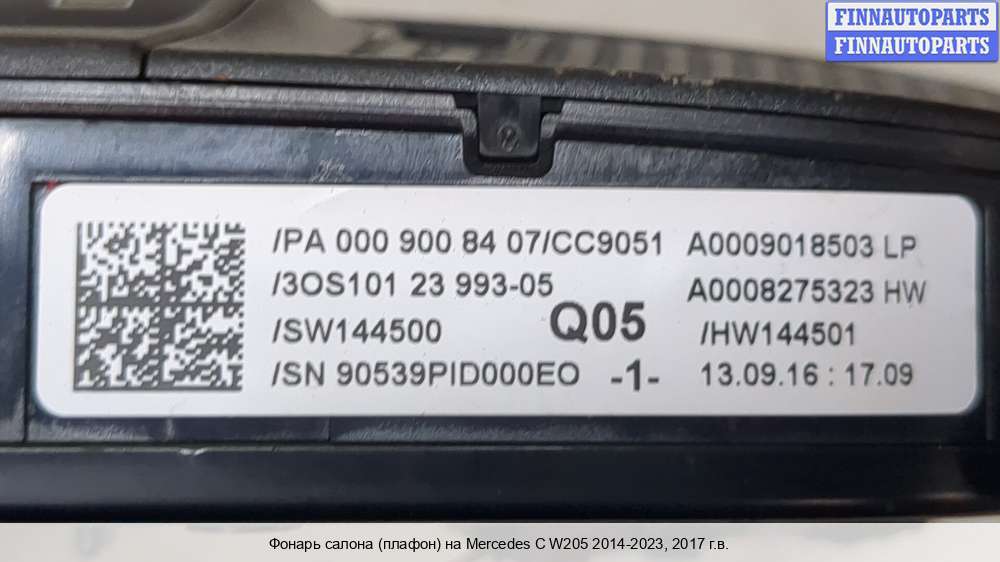 FINNAUTOPARTS
FINNAUTOPARTS
/PA 000 900 84 07/CC9051 A0009018503 LP
/3OS101 23 993-05 A0008275323 HW
/SW144500 Q05 /HW144501
/SN 90539PID000EO -1- 13.09.16 : 17.09
Фонарь салона (плафон) на Mercedes C W205 2014-2023, 2017 г.в.